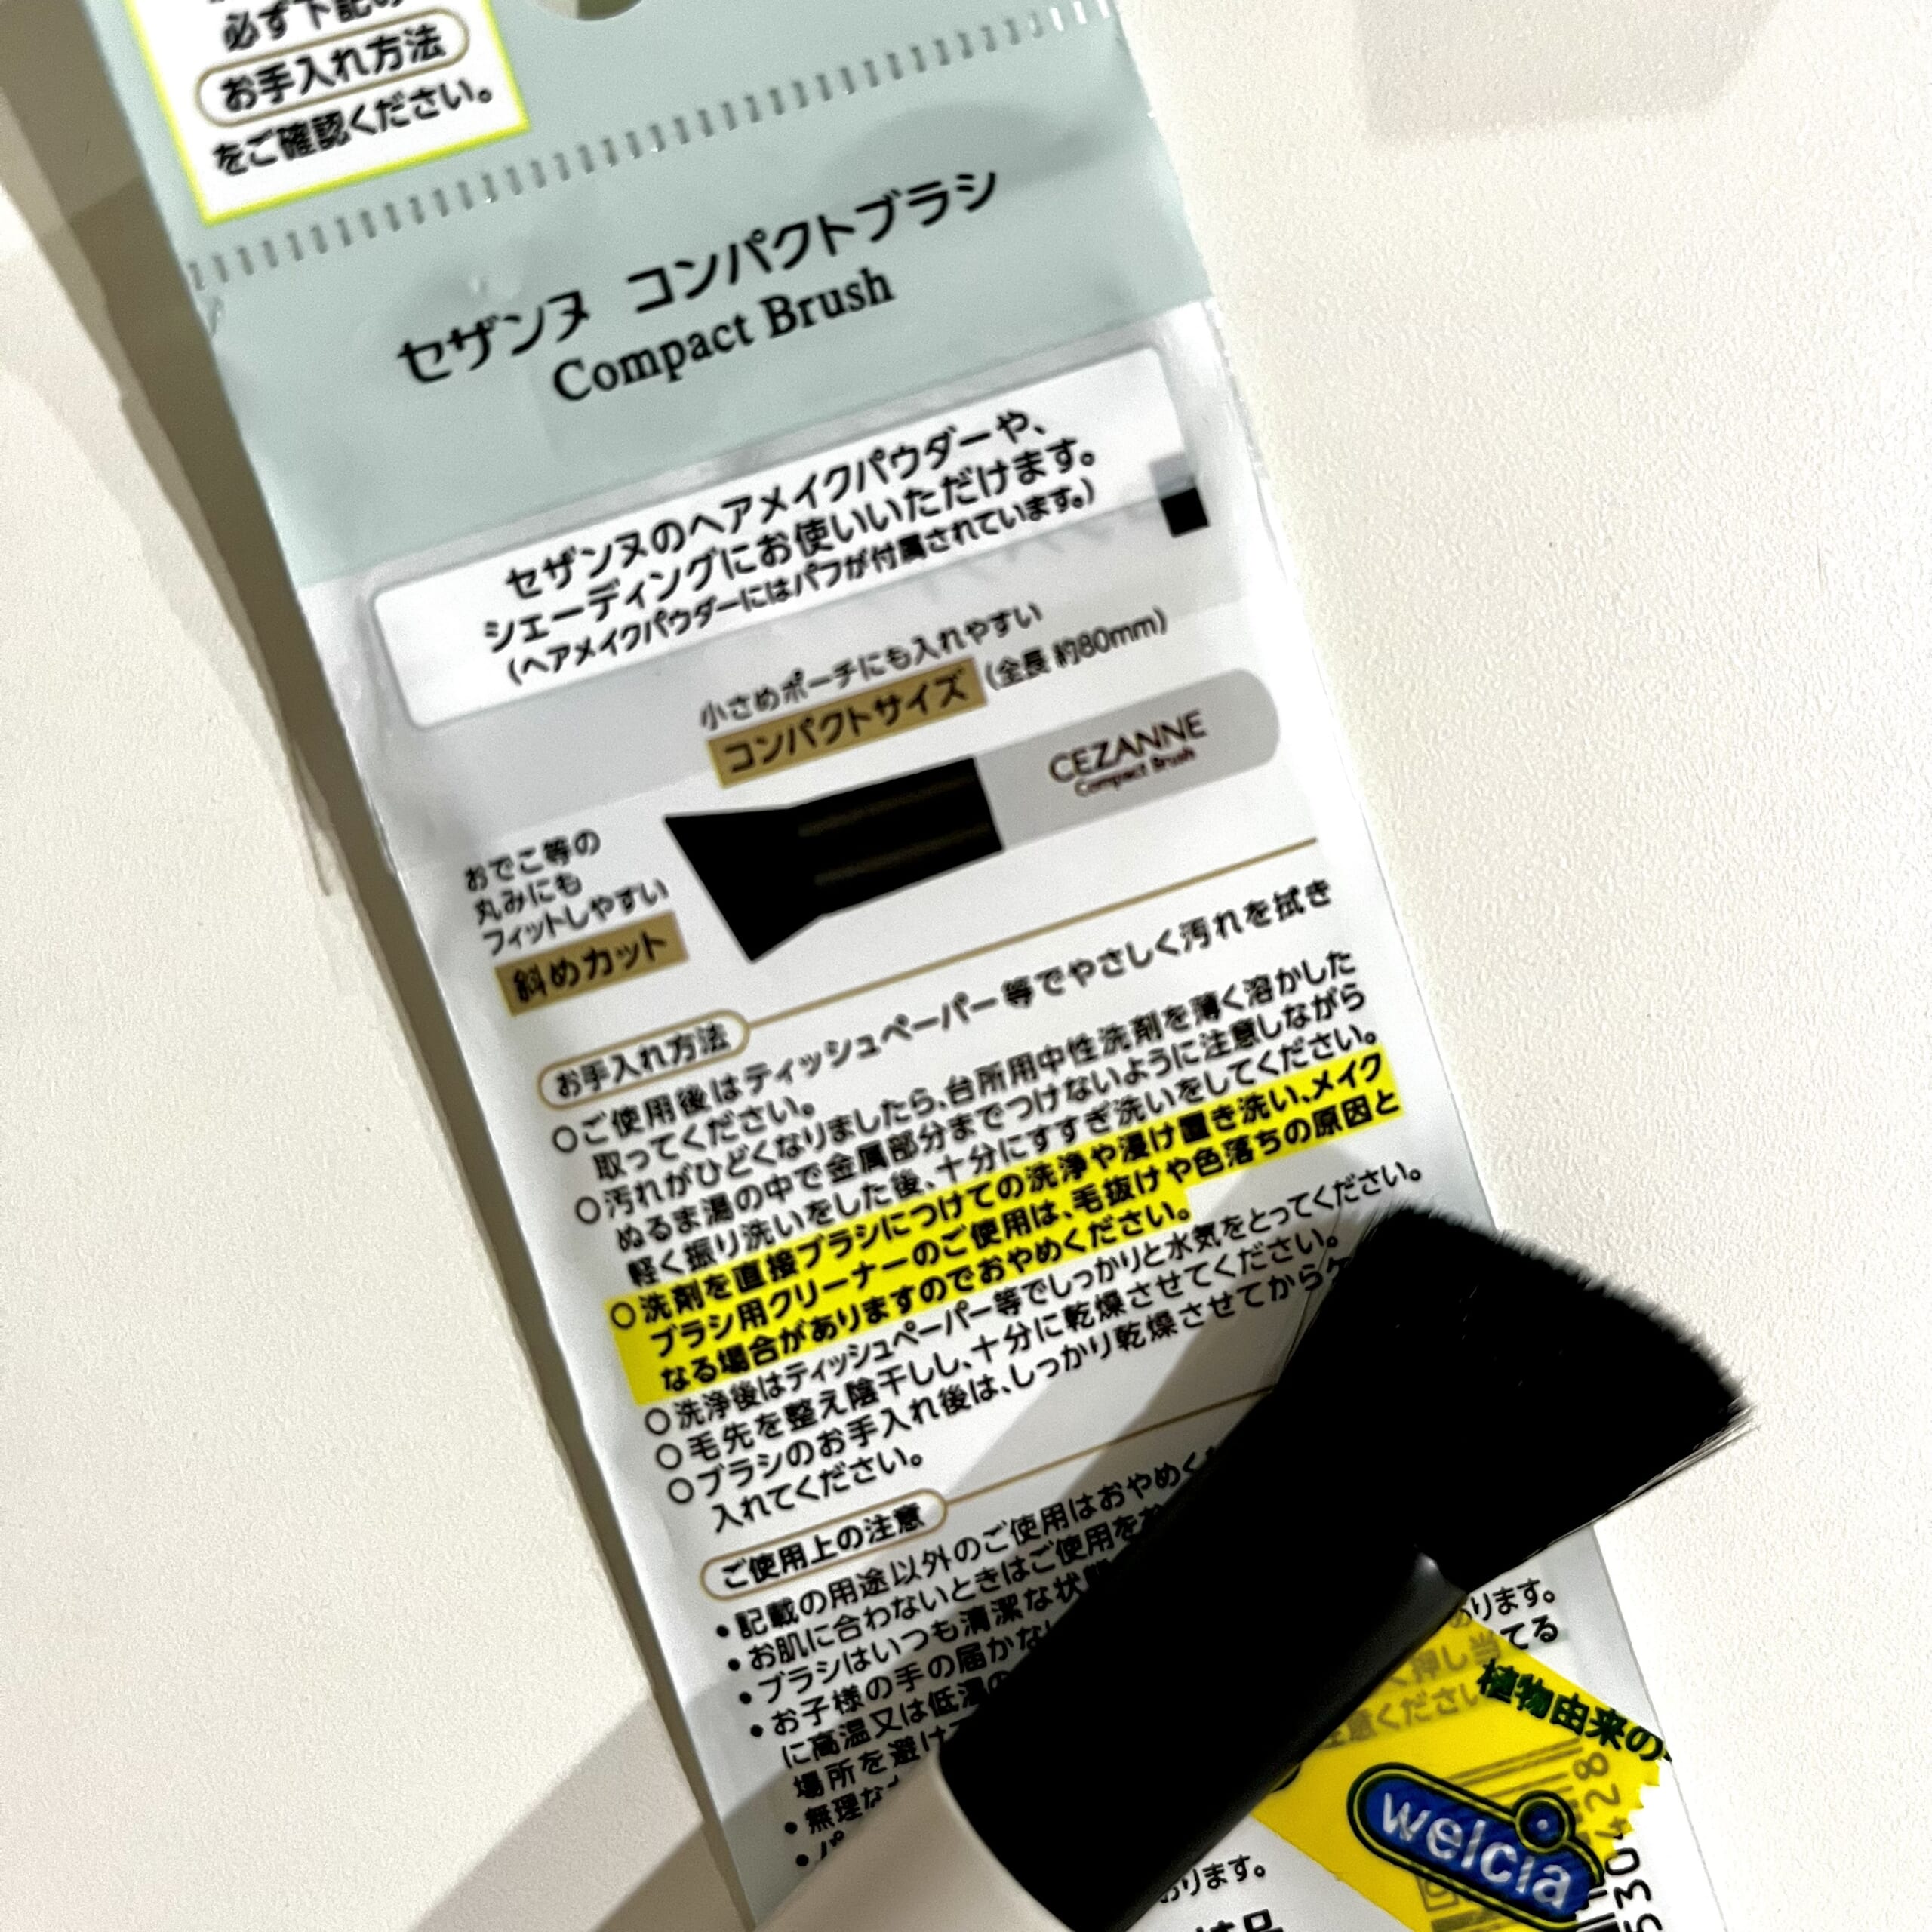 必ず下記の
お手入れ方法
をご確認ください。
セザンヌ コンパクトブラシ
Compact Brush
セザンヌのヘアメイクパウダーや、
シェーディングにお使いいただけます。
(ヘアメイクパウダーにはパフが付属されています。)
小さめポーチにも入れやすい
コンパクトサイズ (全長 約80mm)
CEZANNE
Compact Brush
おでこ等の
丸みにも
フィットしやすい
斜めカット
お手入れ方法
○ご使用後はティッシュペーパー等でやさしく汚れを拭き
取ってください。
○汚れがひどくなりましたら、台所用中性洗剤を薄く溶かした
ぬるま湯の中で金属部分までつけないように注意しながら
軽く振り洗いをした後、十分にすすぎ洗いをしてください。
○洗剤を直接ブラシにつけての洗浄や浸け置き洗い、メイク
ブラシ用クリーナーのご使用は、毛抜けや色落ちの原因と
なる場合がありますのでおやめください。
○洗浄後はティッシュペーパー等でしっかりと水気をとってください。
○毛先を整え陰干しし、十分に乾燥させてください。
○ブラシのお手入れ後は、しっかり乾燥させてから
入れてください。
ご使用上の注意
•記載の用途以外のご使用はおやめく
•お肌に合わないときはご使用を
•ブラシはいつも清潔な状
•お子様の手の届かな
に高温又は低温の
場所を避け
•無理な
•パ
ります。
てる
く押し当
注意ください
植物由来の
welcia
あります。